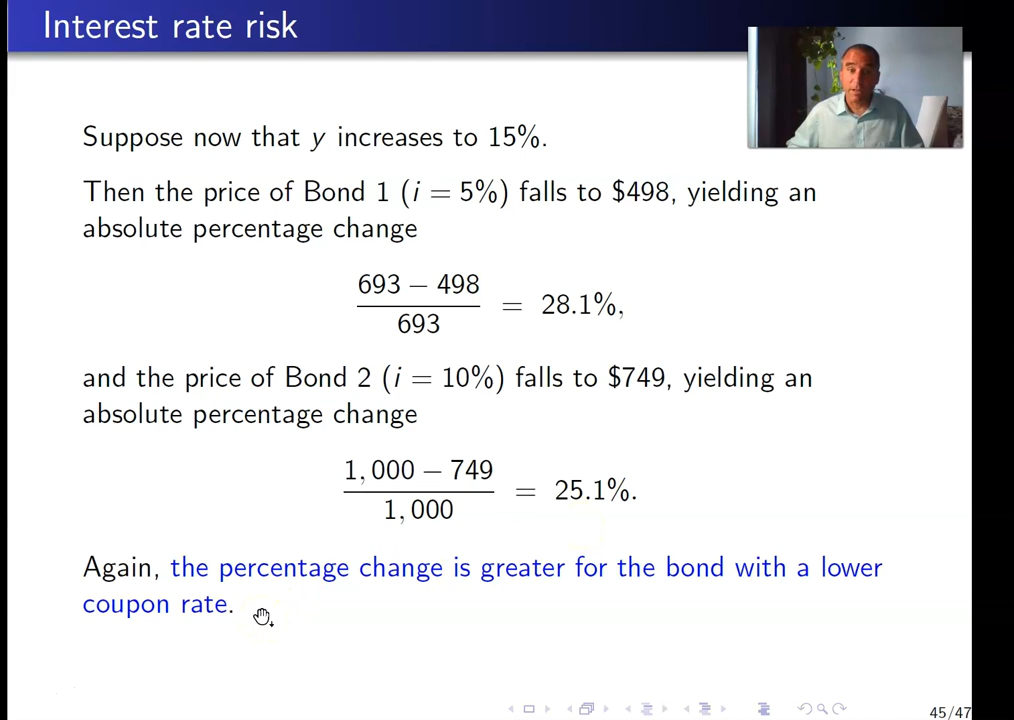 Interest rate risk
Suppose now that y increases to 15%.
Then the price of Bond 1 (i = 5%) falls to $498, yielding an
absolute percentage change
693 − 498
693
= 28.1%,
and the price of Bond 2 (i = 10%) falls to $749, yielding an
absolute percentage change
1, 000 − 749
1, 000
= 25.1%.
Again, the percentage change is greater for the bond with a lower
coupon rate.
45/47